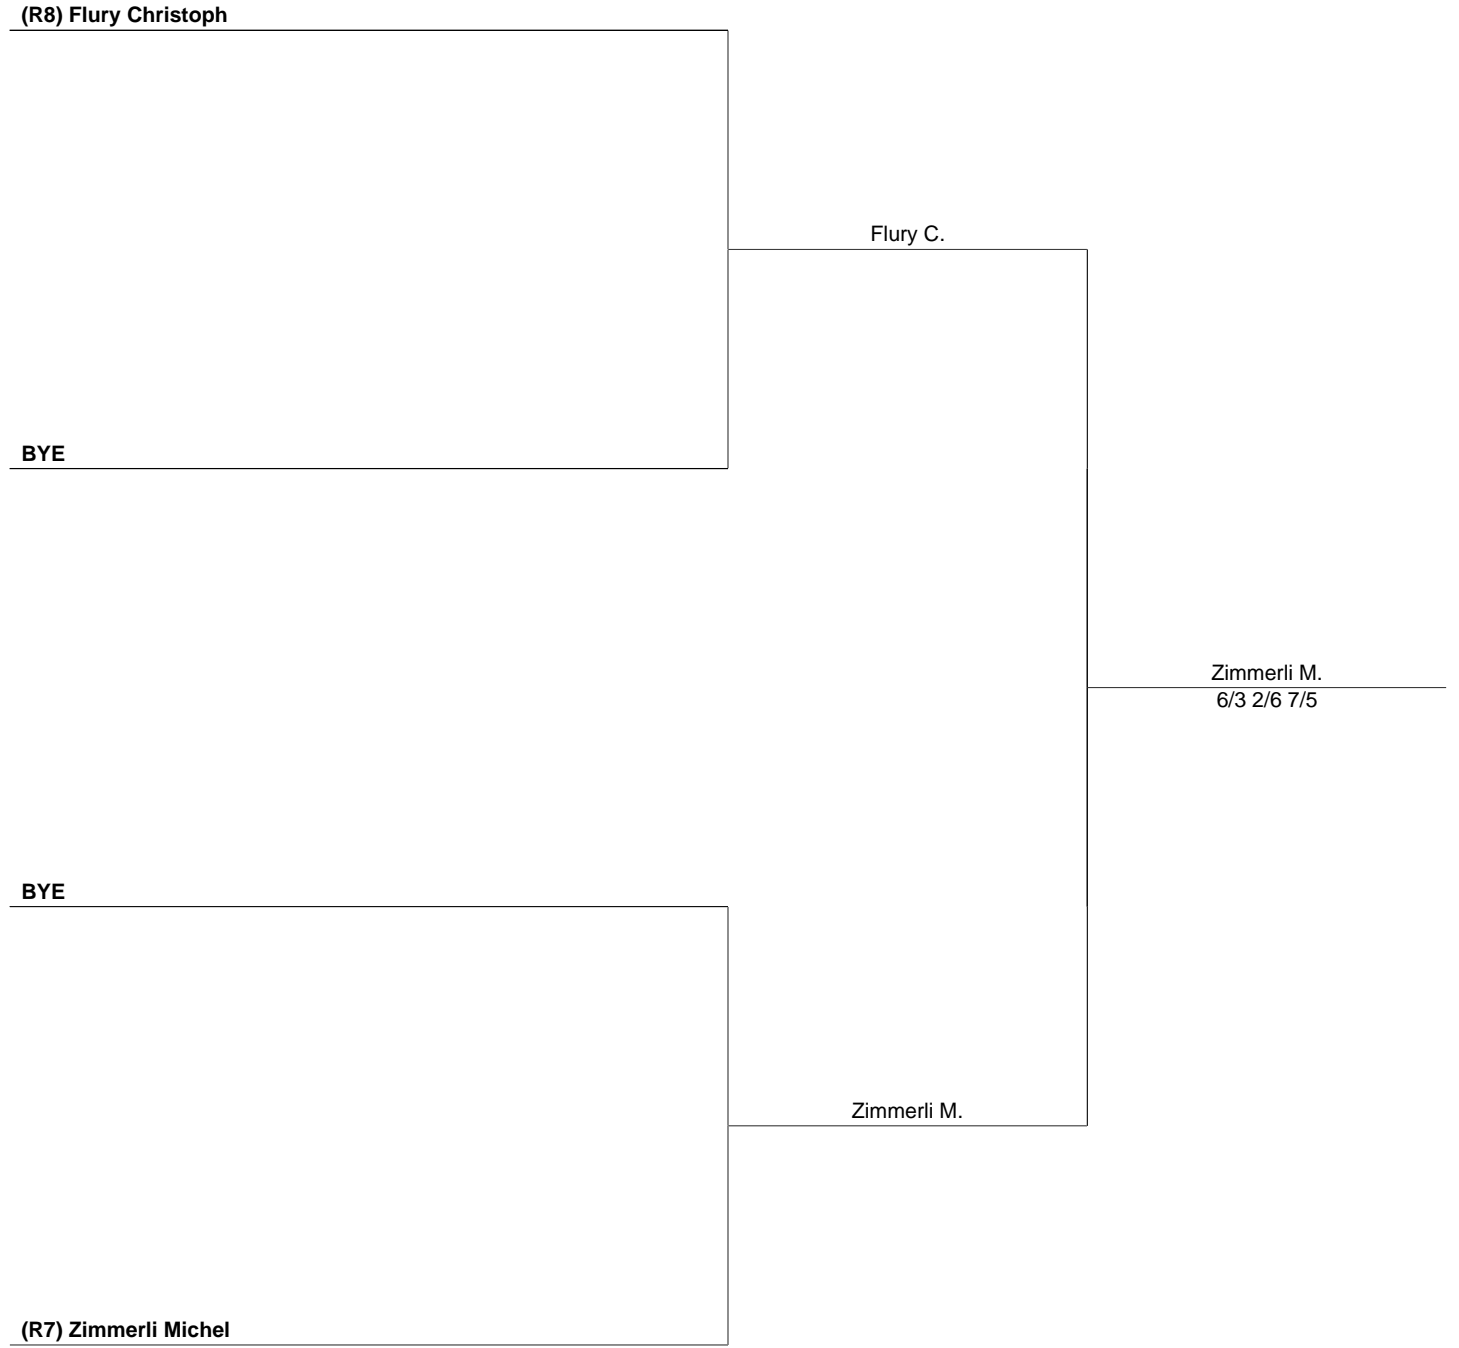 (R8) Flury Christoph
Flury C.
BYE
Zimmerli M.
6/3 2/6 7/5
BYE
Zimmerli M.
(R7) Zimmerli Michel